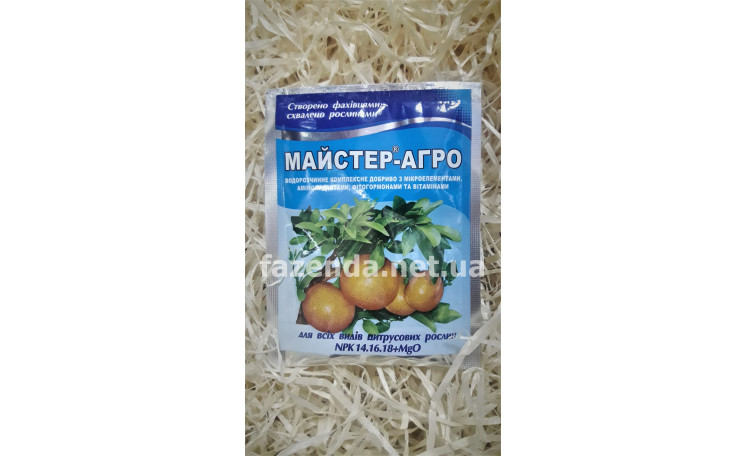 Створено фахівцями,
схвалено рослинами
МАЙСТЕР®-АГРО
ВОДОРОЗЧИННЕ КОМПЛЕКСНЕ ДОБРИВО З МІКРОЕЛЕМЕНТАМИ,
АМІНОКИСЛОТАМИ, ФІТОГОРМОНАМИ ТА ВІТАМІНАМИ
fazenda.net.ua
для всіх видів цитрусових рослин
NPK 14.16.18+MgO